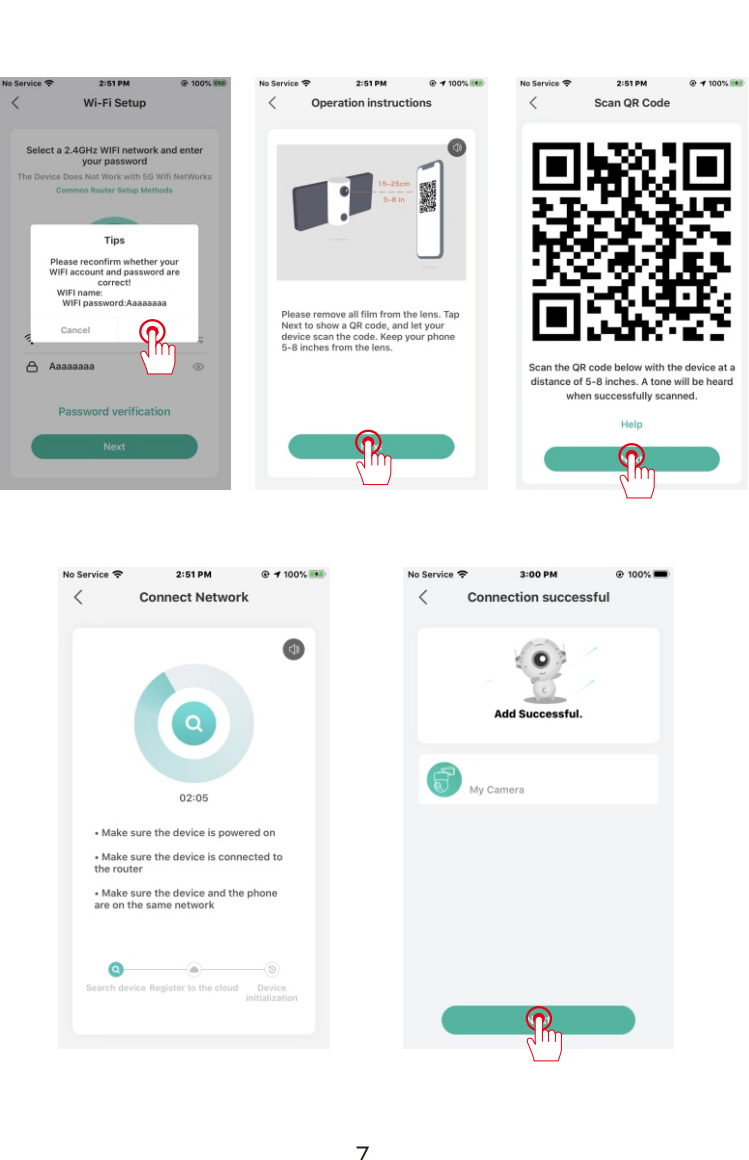 No Service 2:51 PM 100%
Wi-Fi Setup
Select a 2.4GHz WIFI network and enter
your password
The Device Does Not Work with 5G Wifi NetWorks
Common Router Setup Methods
Tips
Please reconfirm whether your
WIFI account and password are
correct!
WIFI name:
WIFI password:Aaaaaaaa
Cancel
Aaaaaaaa
Password verification
Next
No Service 2:51 PM 100%
Operation instructions
15-25cm
5-8 in
Please remove all film from the lens. Tap
Next to show a QR code, and let your
device scan the code. Keep your phone
5-8 inches from the lens.
No Service 2:51 PM 100%
Scan QR Code
Scan the QR code below with the device at a
distance of 5-8 inches. A tone will be heard
when successfully scanned.
Help
No Service 2:51 PM 100%
Connect Network
02:05
• Make sure the device is powered on
• Make sure the device is connected to
the router
• Make sure the device and the phone
are on the same network
Search device Register to the cloud Device
initialization
No Service 3:00 PM 100%
Connection successful
Add Successful.
My Camera
7